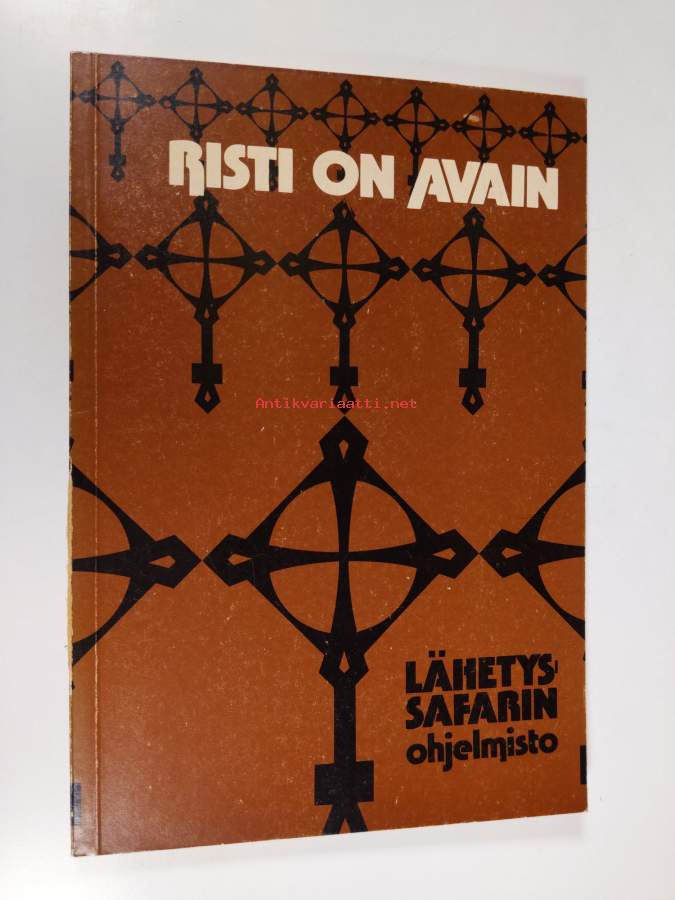 RISTI ON AVAIN
Antikvariaatti.net
LÄHETYS-
SAFARIN
ohjelmisto